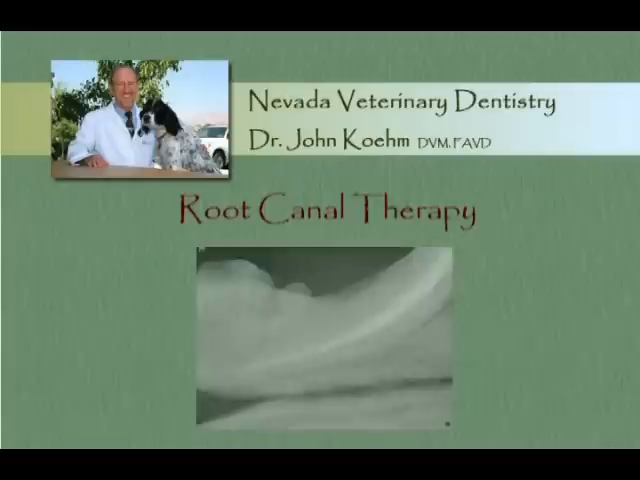 Nevada Veterinary Dentistry
Dr. John Koehm DVM, FAVD
Root Canal Therapy